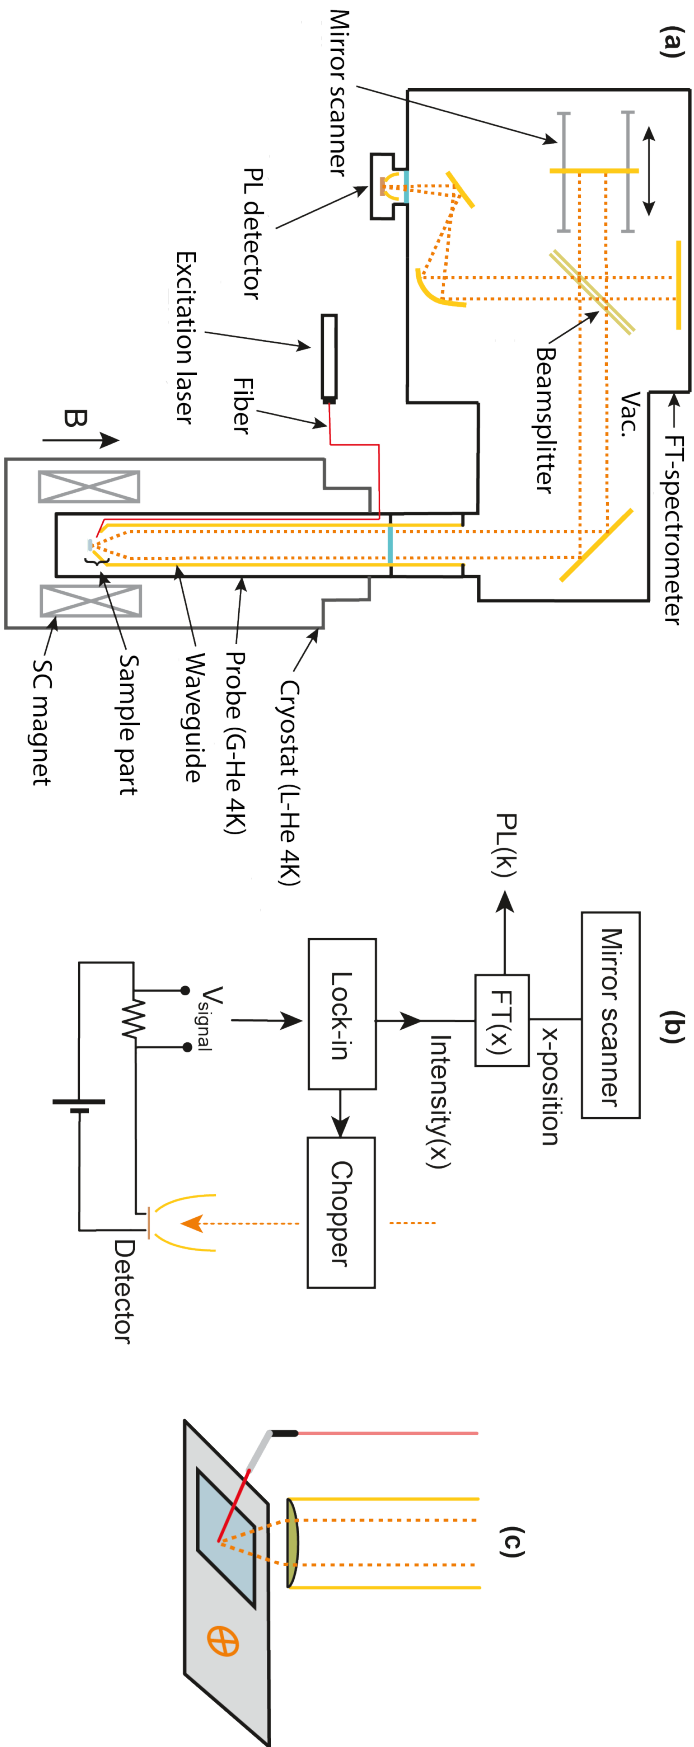 (a)
FT-spectrometer
Vac.
Beamsplitter
Mirror scanner
PL detector
Excitation laser
Fiber
B
Cryostat (L-He 4K)
Probe (G-He 4K)
Waveguide
Sample part
SC magnet
(b)
Mirror scanner
x-position
FT(x)
PL(k)
Intensity(x)
Lock-in
Chopper
Vsignal
Detector
(c)